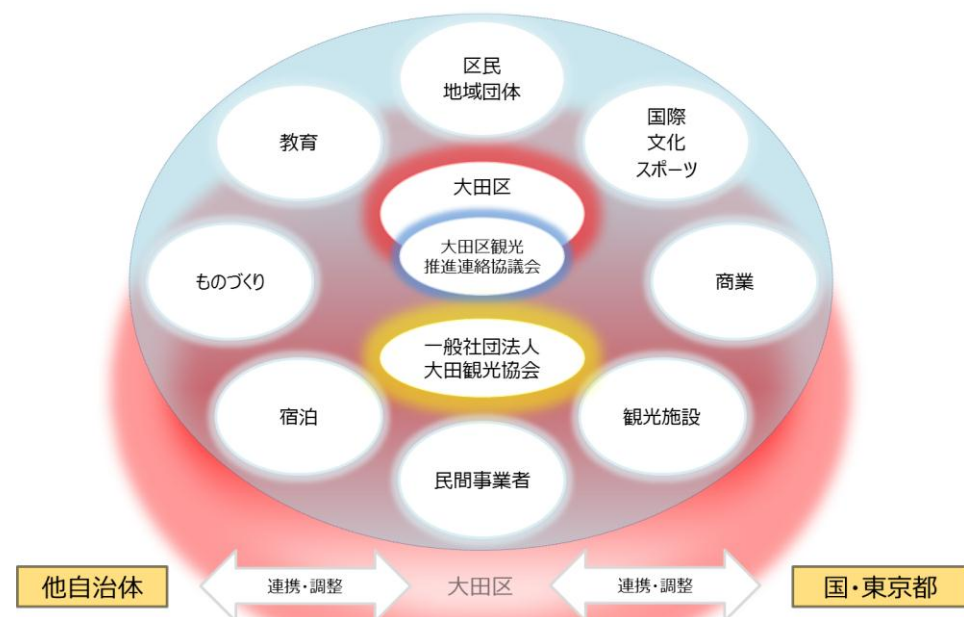 区民
地域団体
国際
文化
スポーツ
教育
大田区
大田区観光
推進連絡協議会
ものづくり
商業
一般社団法人
大田観光協会
宿泊
観光施設
民間事業者
他自治体
連携・調整
大田区
連携・調整
国・東京都